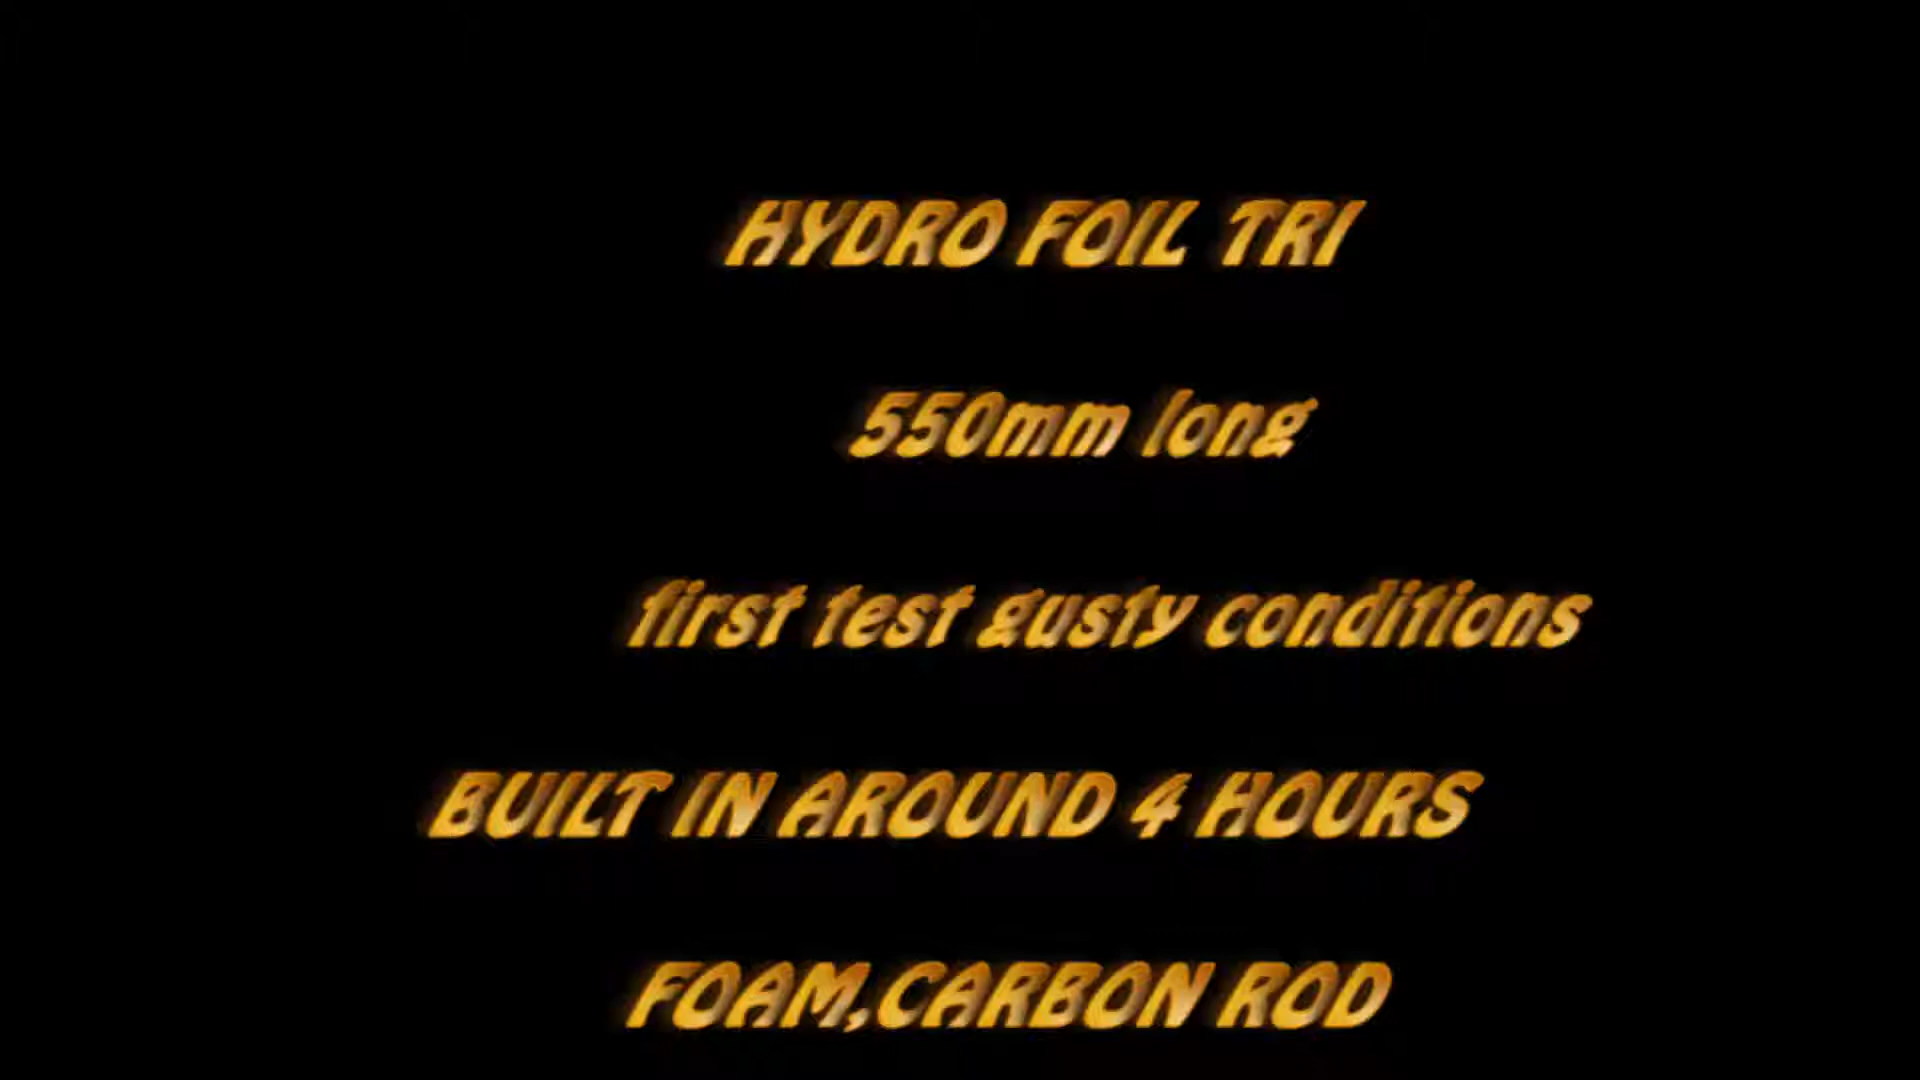 HYDRO FOIL TRI
550mm long
first test gusty conditions
BUILT IN AROUND 4 HOURS
FOAM,CARBON ROD